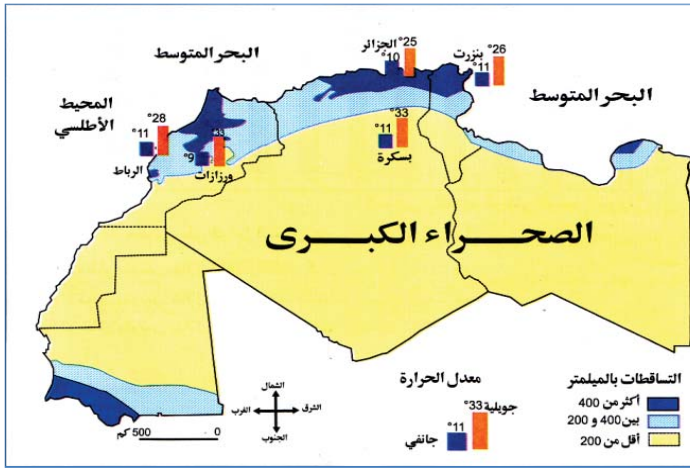 البحر المتوسط
المحيط
الأطلسي
الجزائر
°25
°10
بنزرت
°26
°11
البحر المتوسط
°28
°11
الرباط
°33
°9
ورزازات
°33
°11
بسكرة
الصحراء الكبرى
معدل الحرارة
جويلية °33
°11
جانفي
الشمال
الغرب
الشرق
الجنوب
500 كم
0
التساقطات بالميلمتر
أكثر من 400
بين 400 و 200
أقل من 200